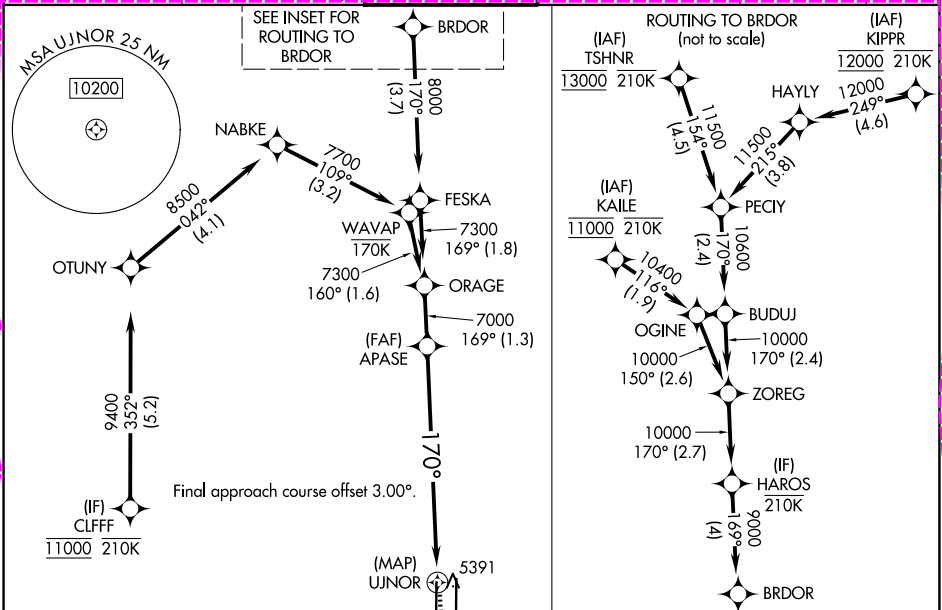 MSA UJNOR 25 NM
10200
SEE INSET FOR
ROUTING TO
BRDOR
BRDOR
8000
170°
(3.7)
NABKE
7700
109°
(3.2)
8500
042°
(4.1)
OTUNY
FESKA
WAVAP
170K
7300
169° (1.8)
7300
160° (1.6)
ORAGE
7000
169° (1.3)
(FAF)
APASE
9400
352°
(5.2)
170°
Final approach course offset 3.00°.
(IF)
CLFFF
11000 210K
(MAP)
UJNOR
5391
ROUTING TO BRDOR
(not to scale)
(IAF)
TSHNR
13000 210K
(IAF)
KIPPR
12000 210K
HAYLY
12000
249°
(4.6)
11500
154°
(4.5)
11500
215°
(3.8)
PECIY
(IAF)
KAILE
11000 210K
10600
170°
(2.4)
10400
116°
(1.9)
OGINE
BUDUJ
10000
170° (2.4)
10000
150° (2.6)
ZOREG
10000
170° (2.7)
(IF)
HAROS
210K
9000
169°
(4)
BRDOR